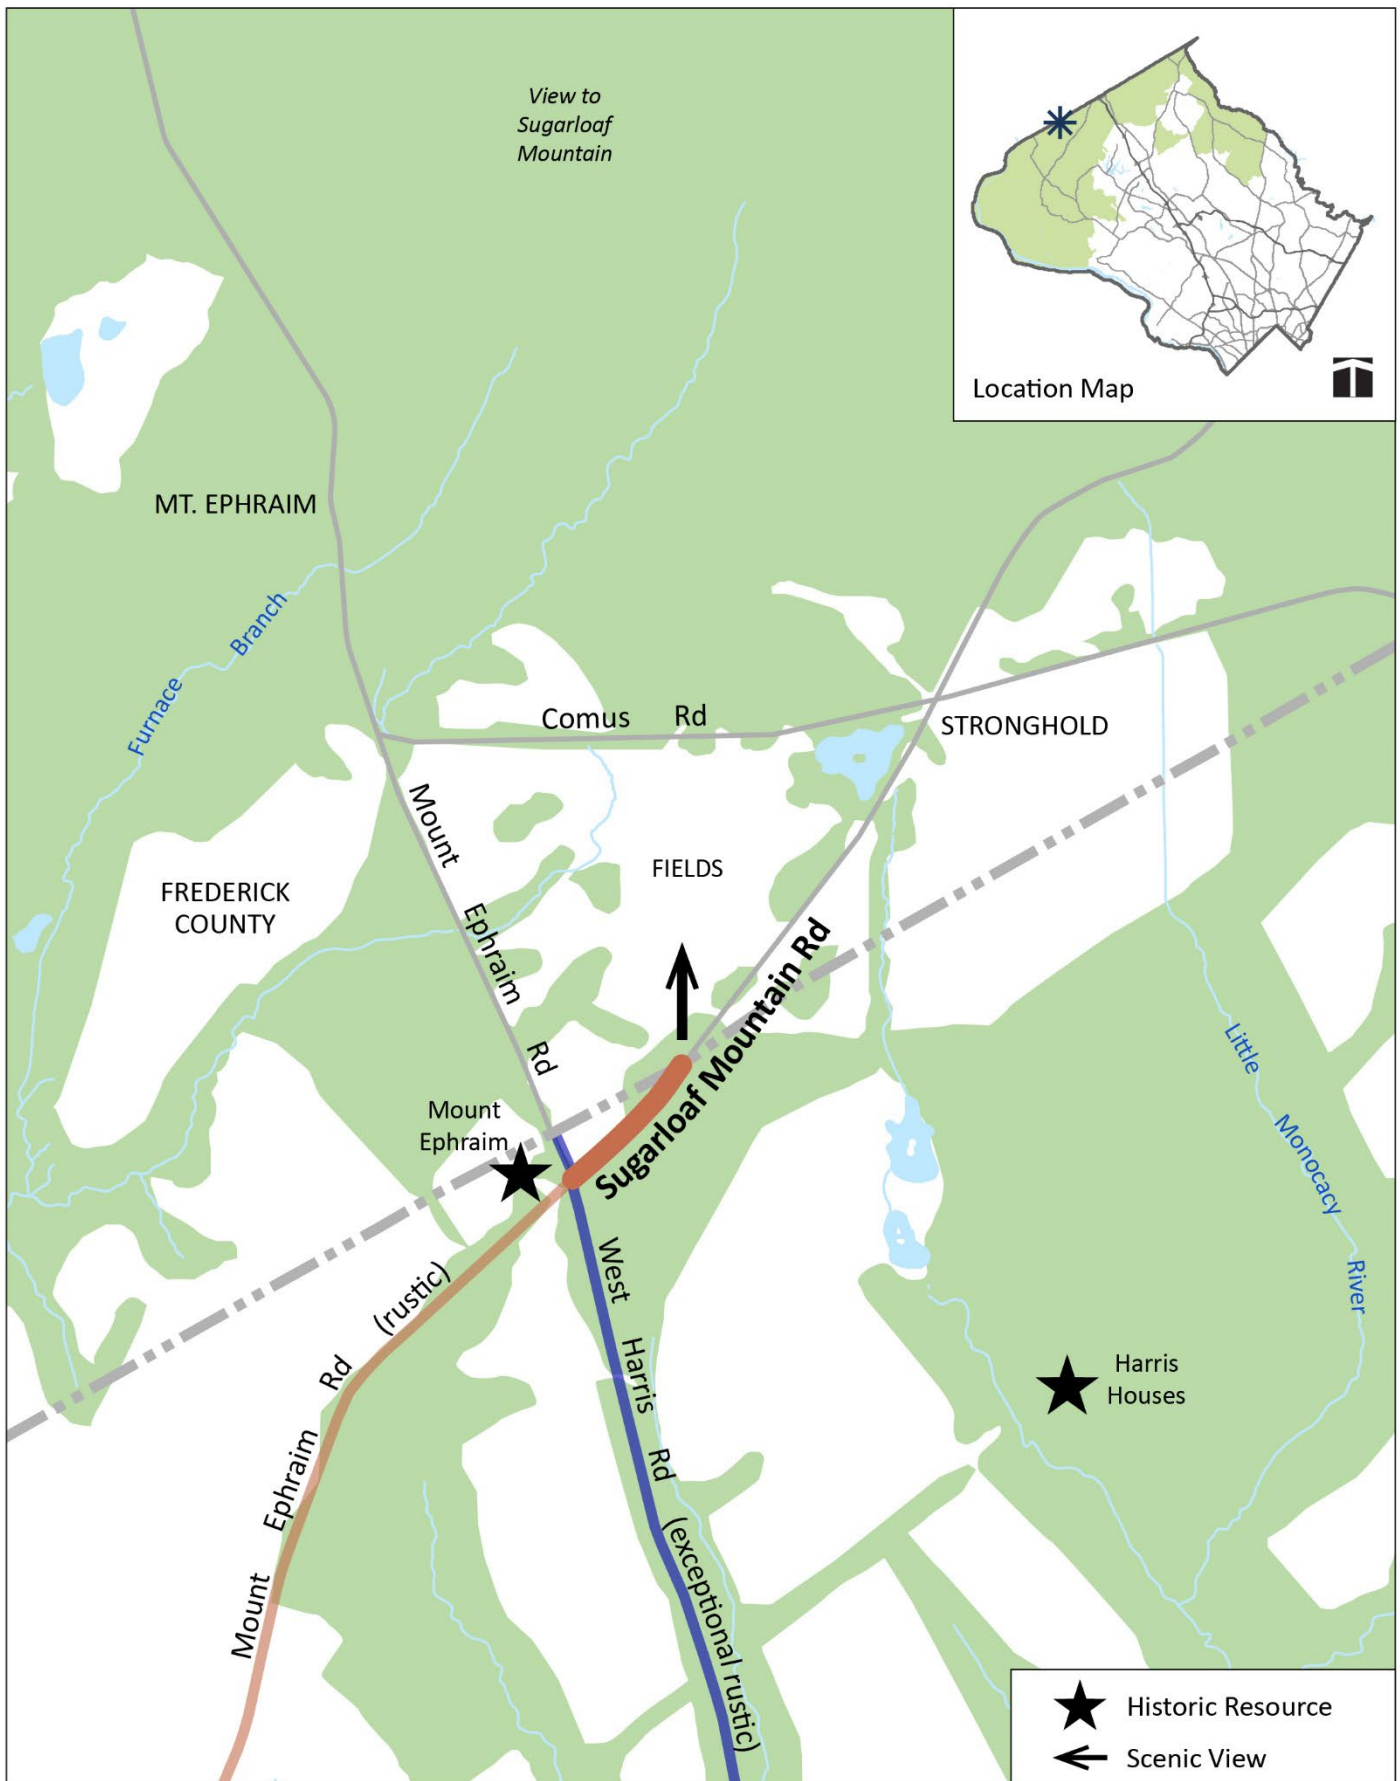 View to
Sugarloaf
Mountain
Location Map
MT. EPHRAIM
Furnace Branch
Comus Rd
STRONGHOLD
Mount Ephraim Rd
FIELDS
FREDERICK
COUNTY
Sugarloaf Mountain Rd
Little Monocacy River
Mount
Ephraim
West Harris Rd (exceptional rustic)
Mount Ephraim Rd (rustic)
Harris
Houses
Historic Resource
Scenic View